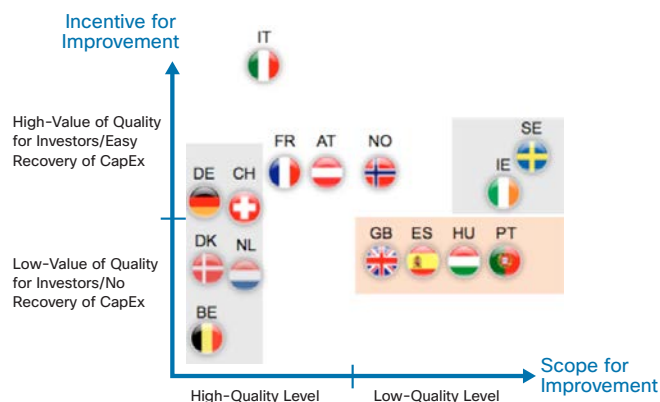 Incentive for
Improvement
IT
High-Value of Quality
for Investors/Easy
Recovery of CapEx
FR AT NO
SE
IE
DE CH
GB ES HU PT
DK NL
Low-Value of Quality
for Investors/No
Recovery of CapEx
BE
Scope for
Improvement
High-Quality Level
Low-Quality Level